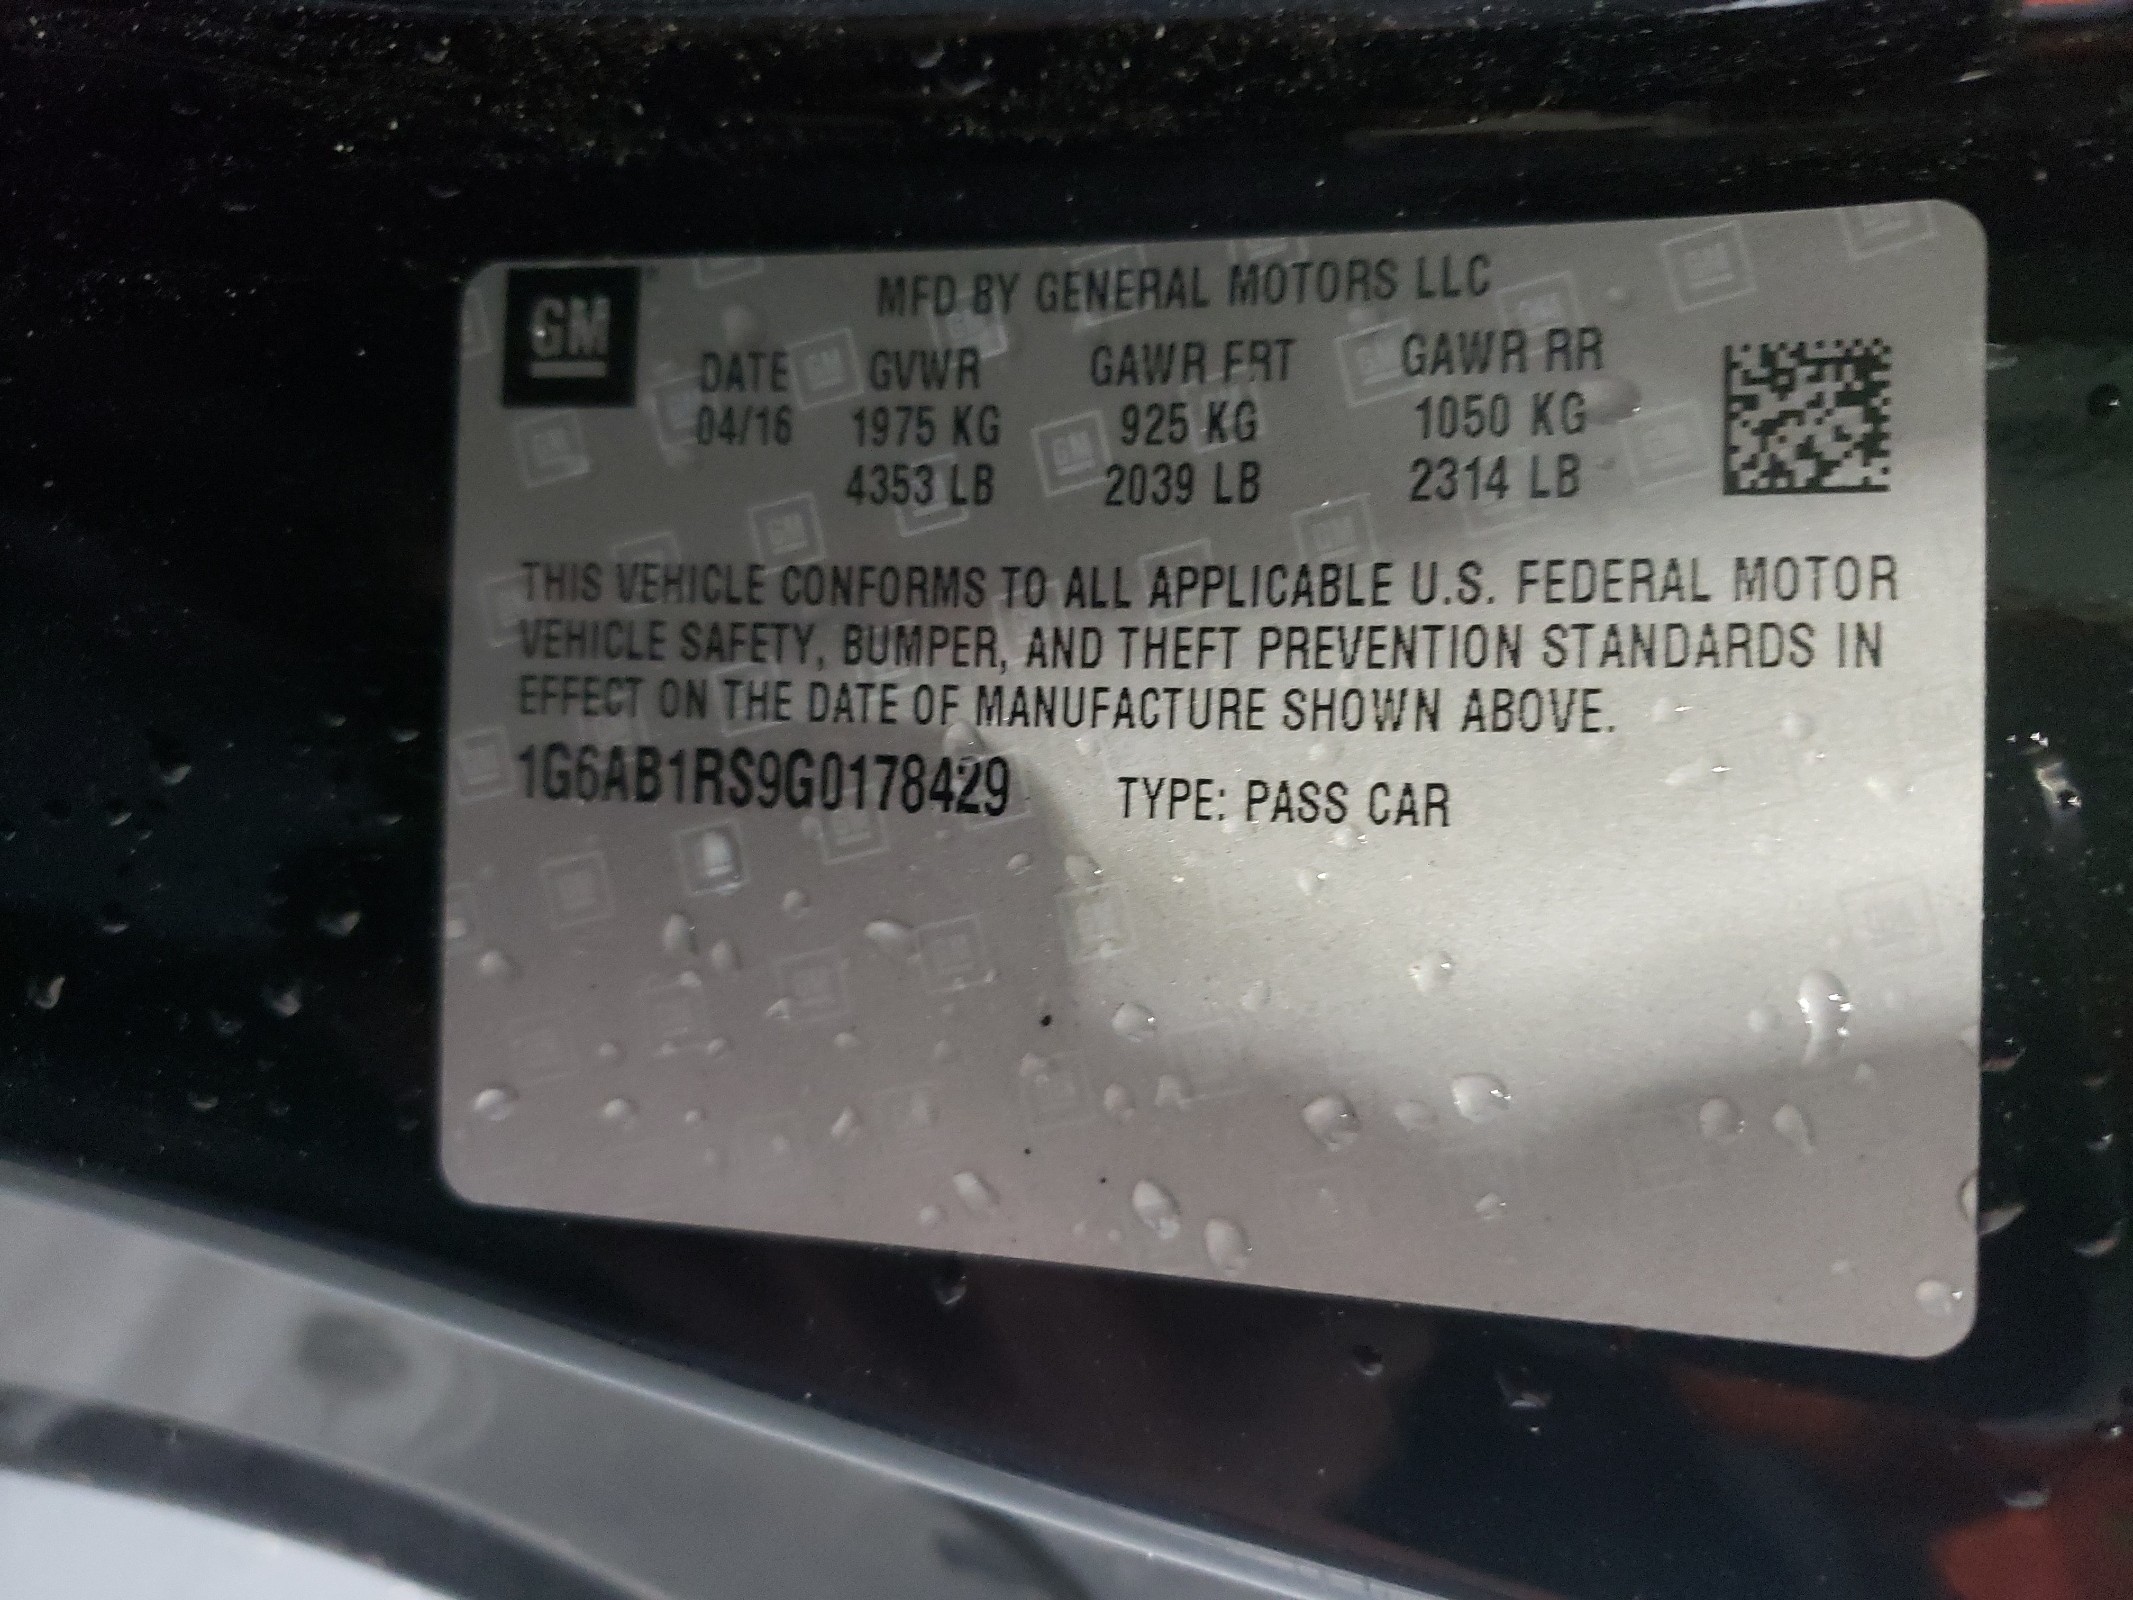 GM
MFD BY GENERAL MOTORS LLC
DATE GVWR GAWR FRT GAWR RR
04/16 1975 KG 925 KG 1050 KG
4353 LB 2039 LB 2314 LB
THIS VEHICLE CONFORMS TO ALL APPLICABLE U.S. FEDERAL MOTOR
VEHICLE SAFETY, BUMPER, AND THEFT PREVENTION STANDARDS IN
EFFECT ON THE DATE OF MANUFACTURE SHOWN ABOVE.
1G6AB1RS9G0178429 TYPE: PASS CAR